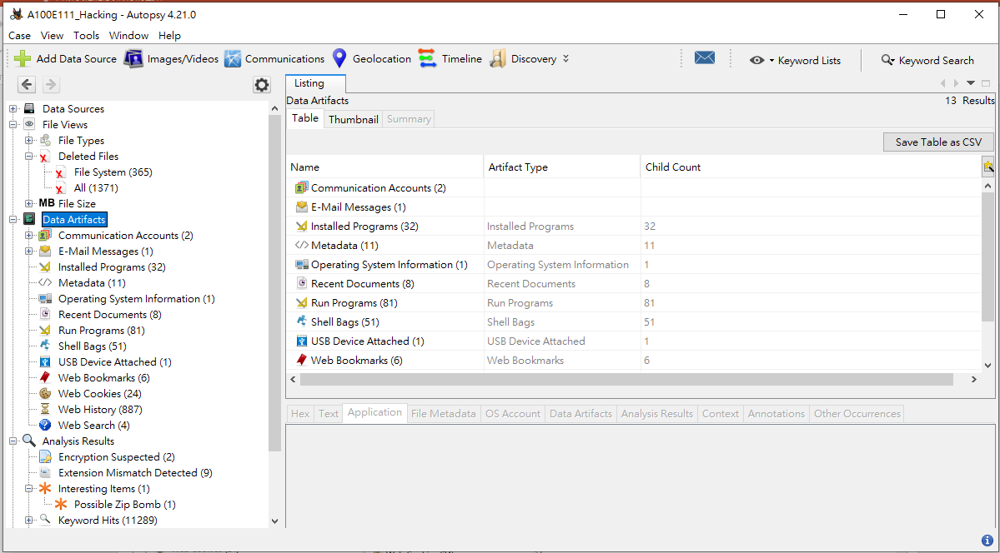 A100E111_Hacking - Autopsy 4.21.0
Case View Tools Window Help
Add Data Source Images/Videos Communications Geolocation Timeline Discovery Keyword Lists Keyword Search
Data Sources
File Views
File Types
Deleted Files
File System (365)
All (1371)
MB File Size
Data Artifacts
Communication Accounts (2)
E-Mail Messages (1)
Installed Programs (32)
Metadata (11)
Operating System Information (1)
Recent Documents (8)
Run Programs (81)
Shell Bags (51)
USB Device Attached (1)
Web Bookmarks (6)
Web Cookies (24)
Web History (887)
Web Search (4)
Analysis Results
Encryption Suspected (2)
Extension Mismatch Detected (9)
Interesting Items (1)
Possible Zip Bomb (1)
Keyword Hits (11289)
Listing
Data Artifacts 13 Results
Table Thumbnail Summary
Save Table as CSV
Name Artifact Type Child Count
Communication Accounts (2)
E-Mail Messages (1)
Installed Programs (32) Installed Programs 32
Metadata (11) Metadata 11
Operating System Information (1) Operating System Information 1
Recent Documents (8) Recent Documents 8
Run Programs (81) Run Programs 81
Shell Bags (51) Shell Bags 51
USB Device Attached (1) USB Device Attached 1
Web Bookmarks (6) Web Bookmarks 6
Hex Text Application File Metadata OS Account Data Artifacts Analysis Results Context Annotations Other Occurrences